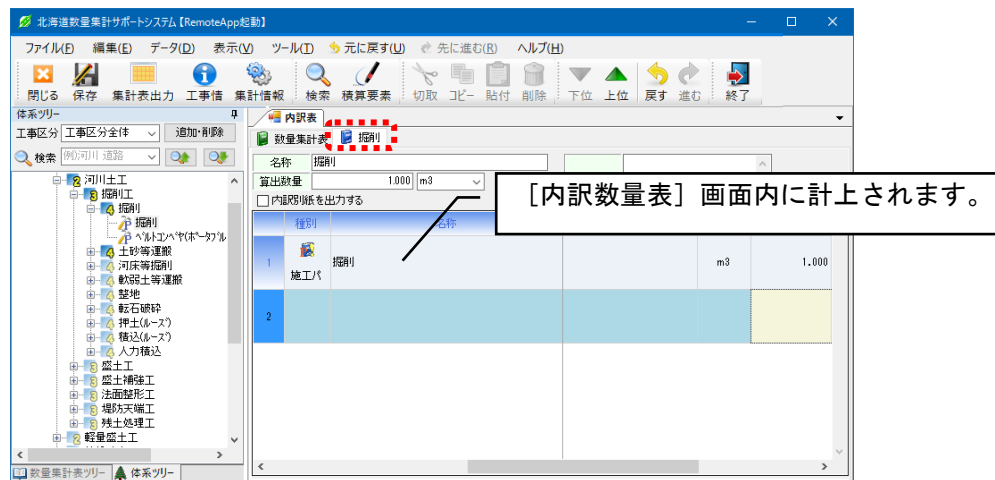 北海道数量集計サポートシステム【RemoteApp起動】
ファイル(F) 編集(E) データ(D) 表示(V) ツール(T) 元に戻す(U) 先に進む(R) ヘルプ(H)
閉じる 保存 集計表出力 工事情 集計情報 検索 積算要素 切取 コピー 貼付 削除 下位 上位 戻す 進む 終了
体系ツリー
工事区分 工事区分全体 追加・削除
検索 例)河川 道路
河川土工
掘削工
掘削
掘削
ベルトコンベヤ(ポータブル
土砂等運搬
河床等掘削
軟弱土等運搬
整地
転石破砕
押土(ルーズ)
積込(ルーズ)
人力積込
盛土工
盛土補強工
法面整形工
堤防天端工
残土処理工
軽量盛土工
数量集計表ツリー 体系ツリー
内訳表
数量集計表 掘削
名称 掘削
算出数量 1.000 m3
内訳別紙を出力する
種別 名称
1 施工パ 掘削 m3 1.000
2
[内訳数量表]画面内に計上されます。